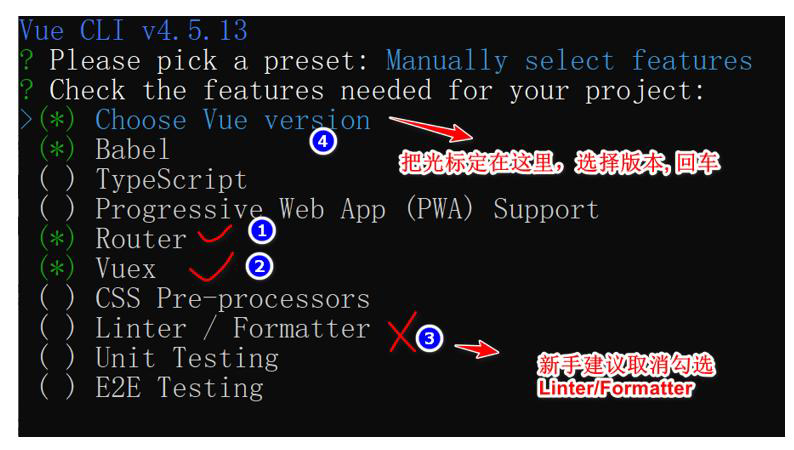 Vue CLI v4.5.13
? Please pick a preset: Manually select features
? Check the features needed for your project:
>(*) Choose Vue version
(*) Babel
④
把光标定在这里，选择版本,回车
( ) TypeScript
( ) Progressive Web App (PWA) Support
(*) Router
①
(*) Vuex
②
( ) CSS Pre-processors
( ) Linter / Formatter
③
( ) Unit Testing
新手建议取消勾选
Linter/Formatter
( ) E2E Testing